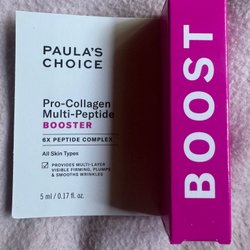 PAULA'S
CHOICE
Pro-Collagen
Multi-Peptide
BOOSTER
6X PEPTIDE COMPLEX
All Skin Types
PROVIDES MULTI-LAYER
VISIBLE FIRMING, PLUMPS
& SMOOTHS WRINKLES
5 ml / 0.17 fl. oz.
BOOST